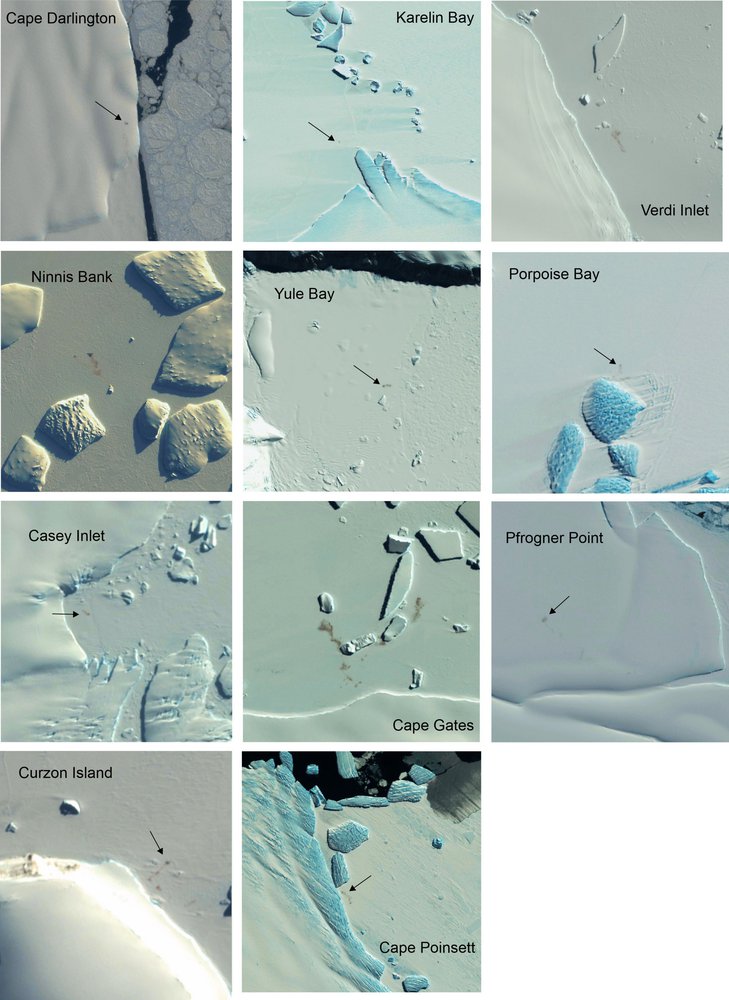 Cape Darlington
Karelin Bay
Verdi Inlet
Ninnis Bank
Yule Bay
Porpoise Bay
Casey Inlet
Cape Gates
Pfrogner Point
Curzon Island
Cape Poinsett